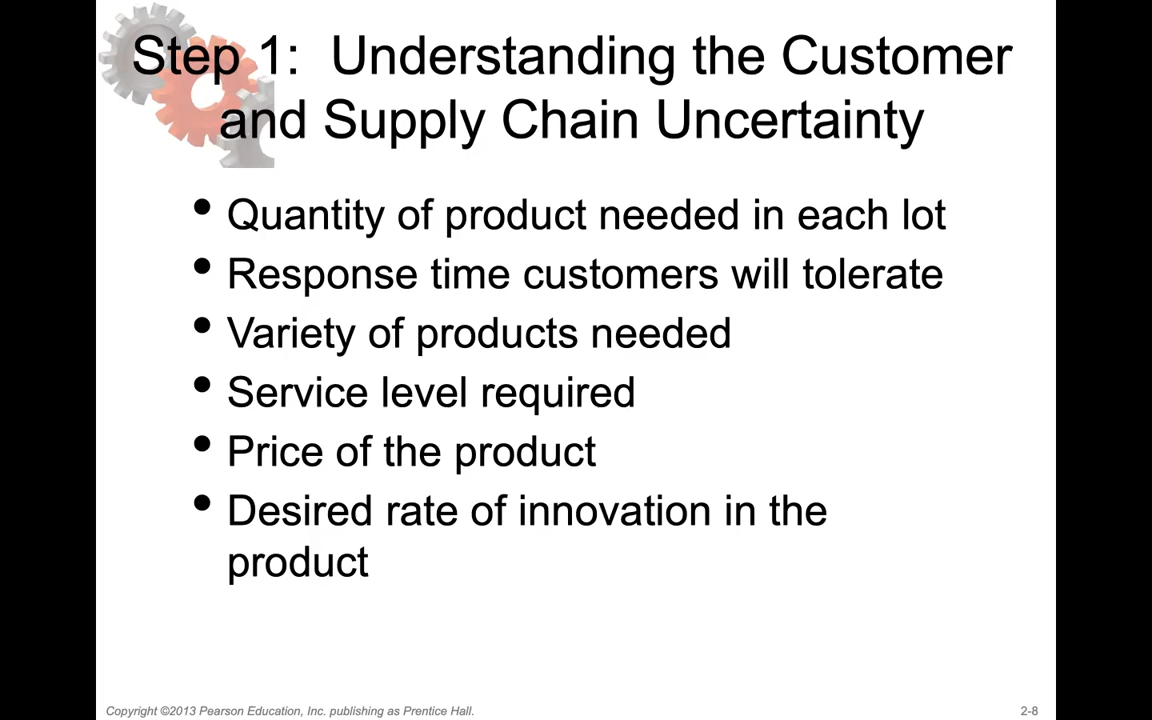 Step 1: Understanding the Customer
and Supply Chain Uncertainty
• Quantity of product needed in each lot
• Response time customers will tolerate
• Variety of products needed
• Service level required
• Price of the product
• Desired rate of innovation in the
product
Copyright ©2013 Pearson Education, Inc. publishing as Prentice Hall.
2-8